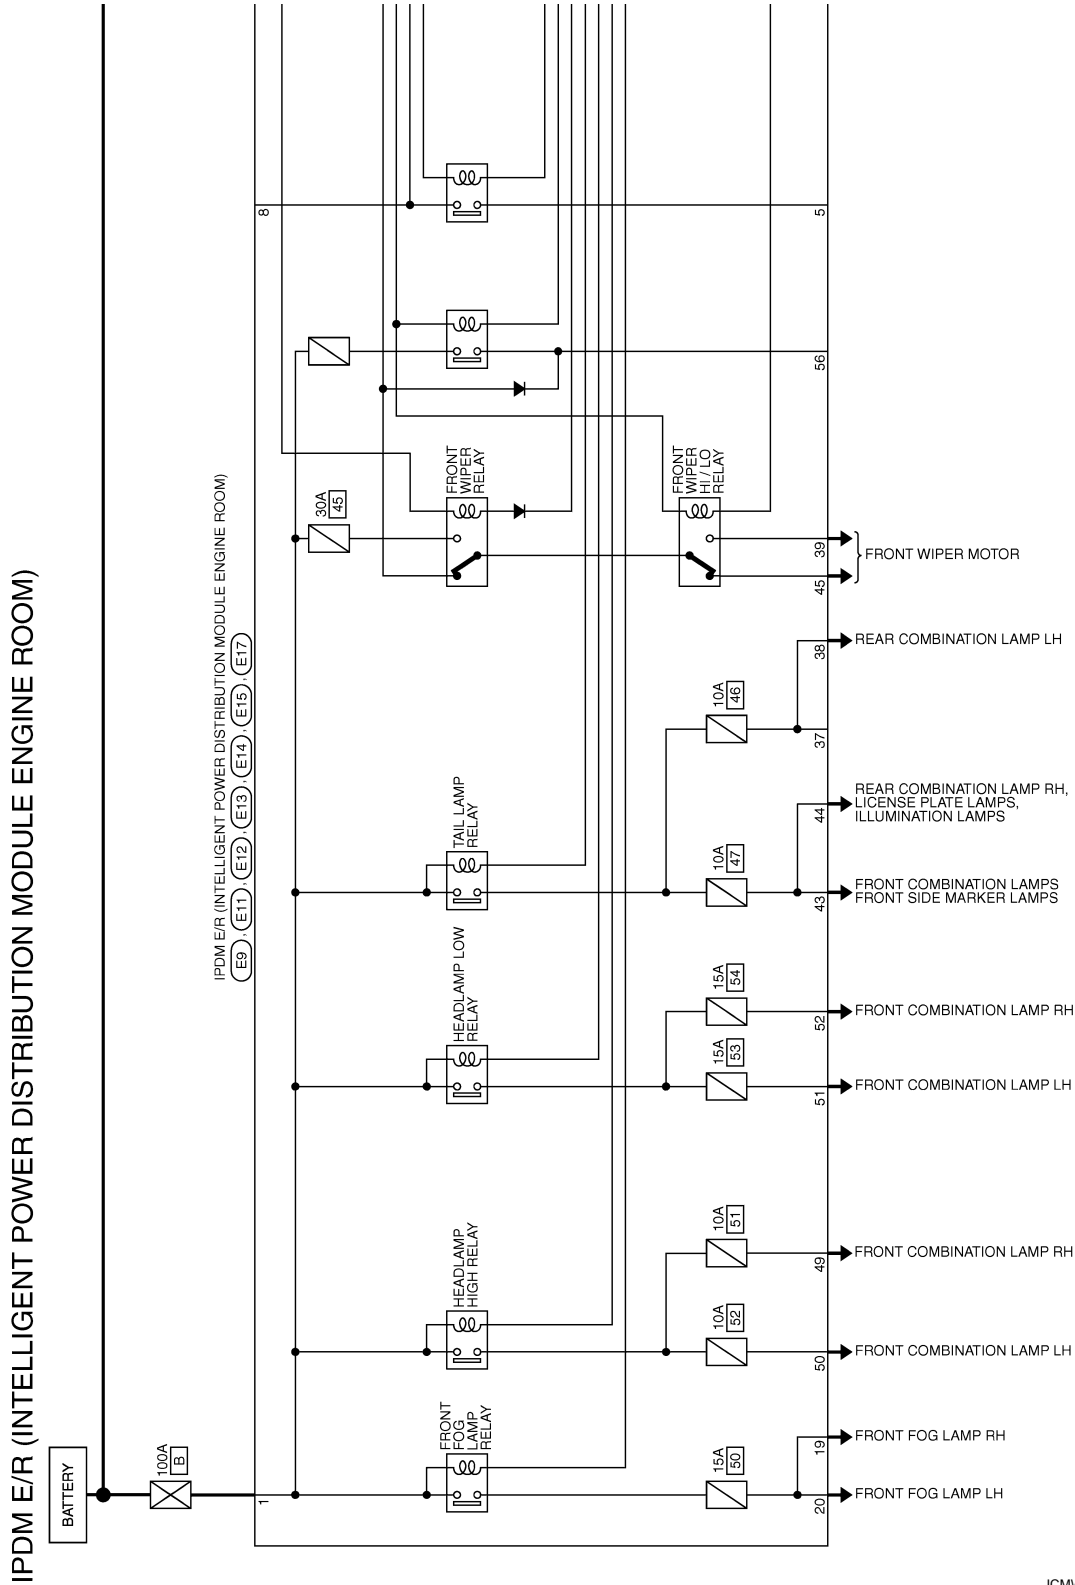 IPDM E/R (INTELLIGENT POWER DISTRIBUTION MODULE ENGINE ROOM)
BATTERY
100A
B
IPDM E/R (INTELLIGENT POWER DISTRIBUTION MODULE ENGINE ROOM)
E9 , E11 , E12 , E13 , E14 , E15 , E17
8
5
56
30A
45
FRONT
WIPER
RELAY
FRONT
WIPER
HI / LO
RELAY
39
45
FRONT WIPER MOTOR
38
REAR COMBINATION LAMP LH
10A
46
37
TAIL LAMP
RELAY
10A
47
44
REAR COMBINATION LAMP RH,
LICENSE PLATE LAMPS,
ILLUMINATION LAMPS
43
FRONT COMBINATION LAMPS
FRONT SIDE MARKER LAMPS
HEADLAMP LOW
RELAY
15A
54
52
FRONT COMBINATION LAMP RH
15A
53
51
FRONT COMBINATION LAMP LH
HEADLAMP
HIGH RELAY
10A
51
49
FRONT COMBINATION LAMP RH
10A
52
50
FRONT COMBINATION LAMP LH
FRONT
FOG
LAMP
RELAY
1
15A
50
19
FRONT FOG LAMP RH
20
FRONT FOG LAMP LH